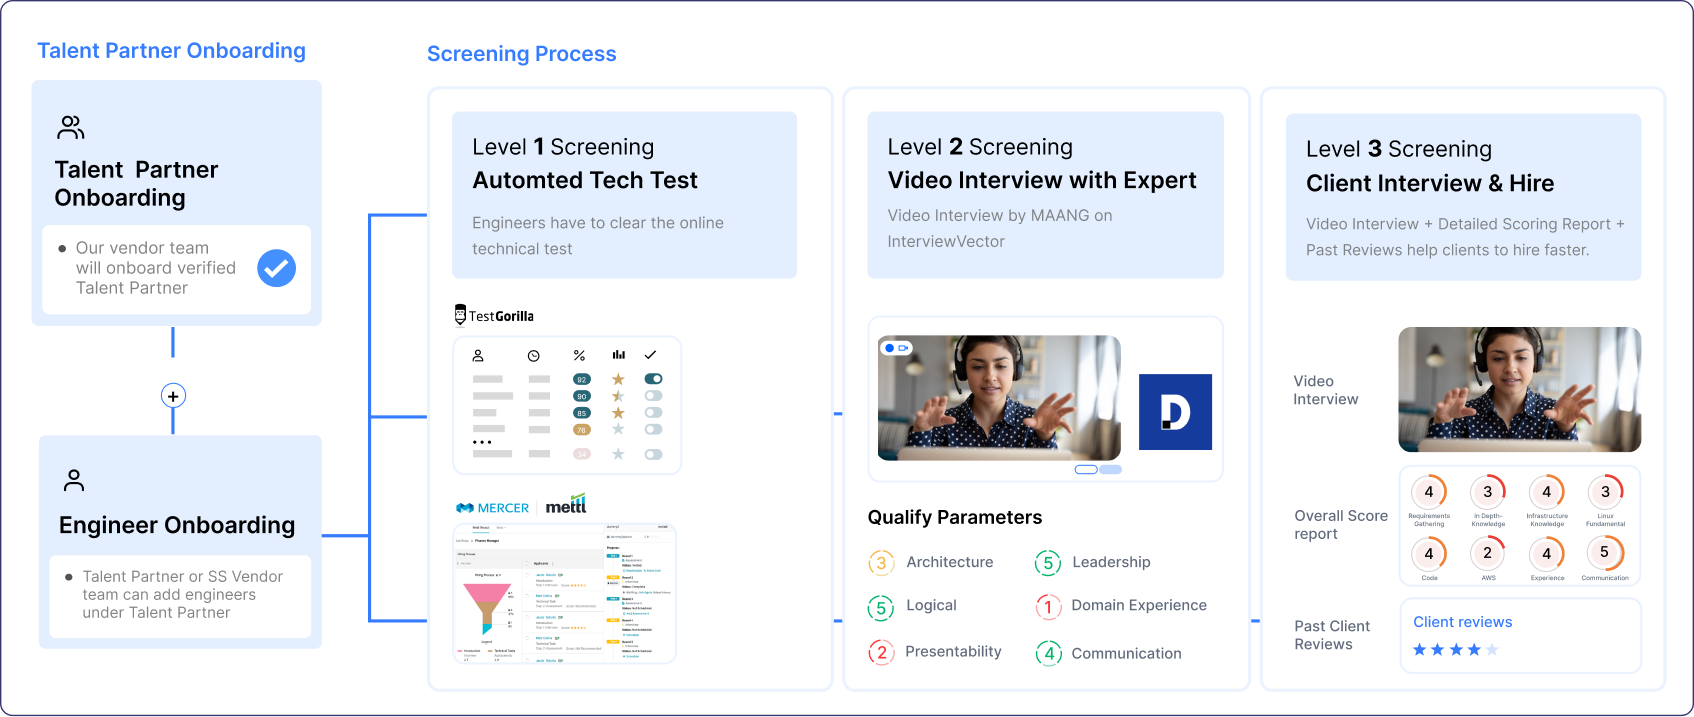 Talent Partner Onboarding
Talent Partner
Onboarding
Our vendor team
will onboard verified
Talent Partner
+
Engineer Onboarding
Talent Partner or SS Vendor
team can add engineers
under Talent Partner
Screening Process
Level 1 Screening
Automted Tech Test
Engineers have to clear the online
technical test
TestGorilla
%
92
90
85
76
34
MERCER mettl
Level 2 Screening
Video Interview with Expert
Video Interview by MAANG on
InterviewVector
D
Qualify Parameters
3 Architecture
5 Leadership
5 Logical
1 Domain Experience
2 Presentability
4 Communication
Level 3 Screening
Client Interview & Hire
Video Interview + Detailed Scoring Report +
Past Reviews help clients to hire faster.
Video
Interview
Overall Score
report
4 3 4 3
Requirements Gathering
In Depth- Knowledge
Infrastructure Knowledge
Linux Fundamental
4 2 4 5
Code AWS Experience Communication
Past Client
Reviews
Client reviews